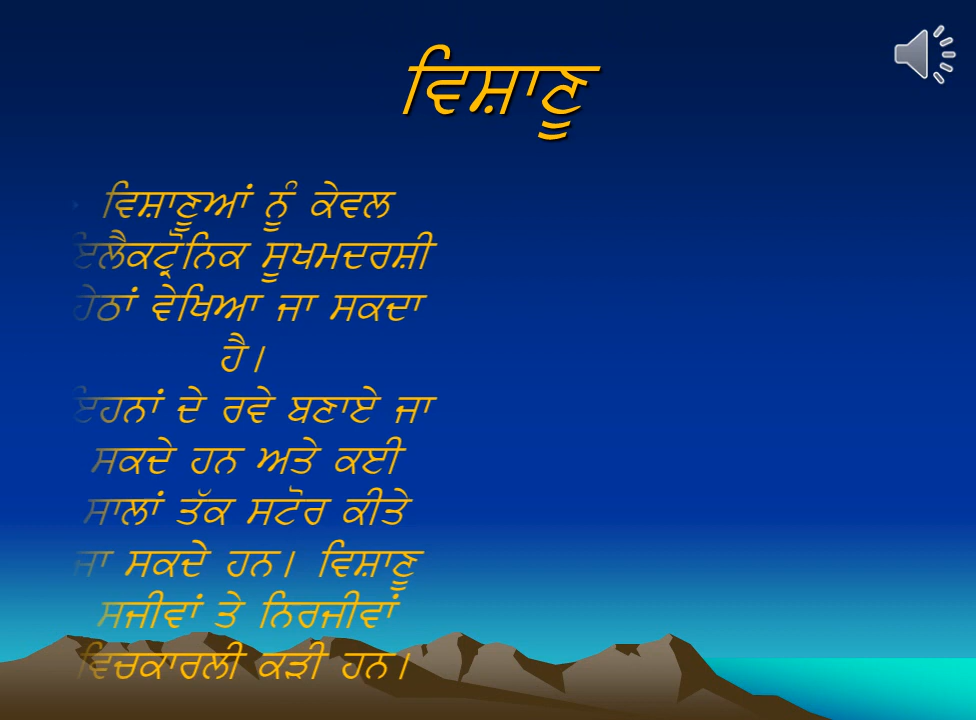 ਵਿਸ਼ਾਣੂ
ਵਿਸ਼ਾਣੂਆਂ ਨੂੰ ਕੇਵਲ
ਇਲੈਕਟ੍ਰੋਨਿਕ ਸੂਖਮਦਰਸ਼ੀ
ਹੇਠਾਂ ਵੇਖਿਆ ਜਾ ਸਕਦਾ
ਹੈ।
ਇਹਨਾਂ ਦੇ ਰਵੇ ਬਣਾਏ ਜਾ
ਸਕਦੇ ਹਨ ਅਤੇ ਕਈ
ਸਾਲਾਂ ਤੱਕ ਸਟੋਰ ਕੀਤੇ
ਜਾ ਸਕਦੇ ਹਨ। ਵਿਸ਼ਾਣੂ
ਸਜੀਵਾਂ ਤੇ ਨਿਰਜੀਵਾਂ
ਵਿਚਕਾਰਲੀ ਕੜੀ ਹਨ।